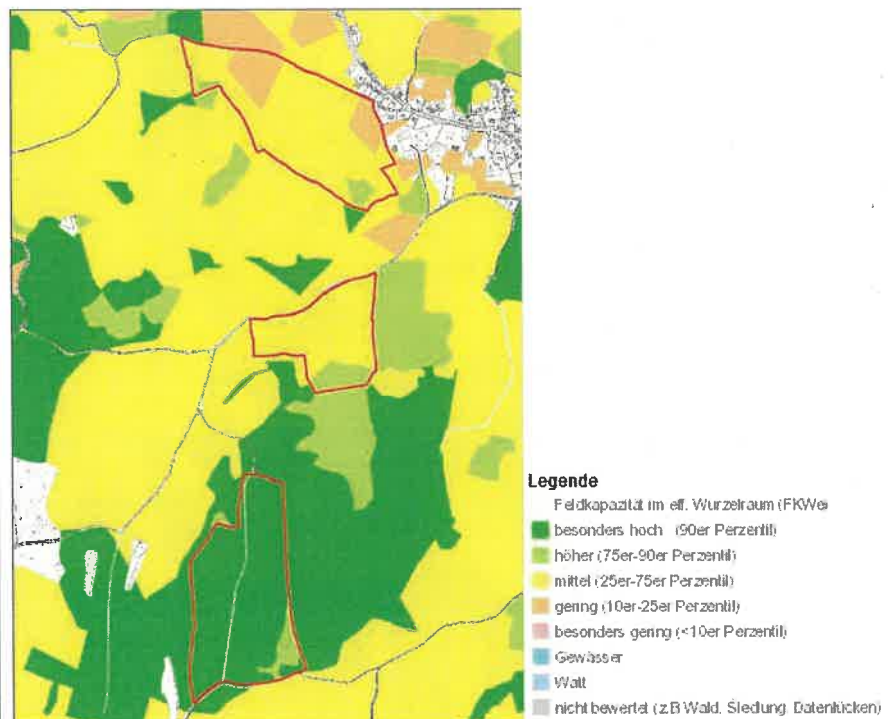 Legende
Feldkapazität im eff. Wurzelraum (FKWe)
besonders hoch (90er Perzentil)
höher (75er-90er Perzentil)
mittel (25er-75er Perzentil)
gering (10er-25er Perzentil)
besonders gering (<10er Perzentil)
Gewässer
Watt
nicht bewertet (z.B Wald, Siedlung, Datenlücken)